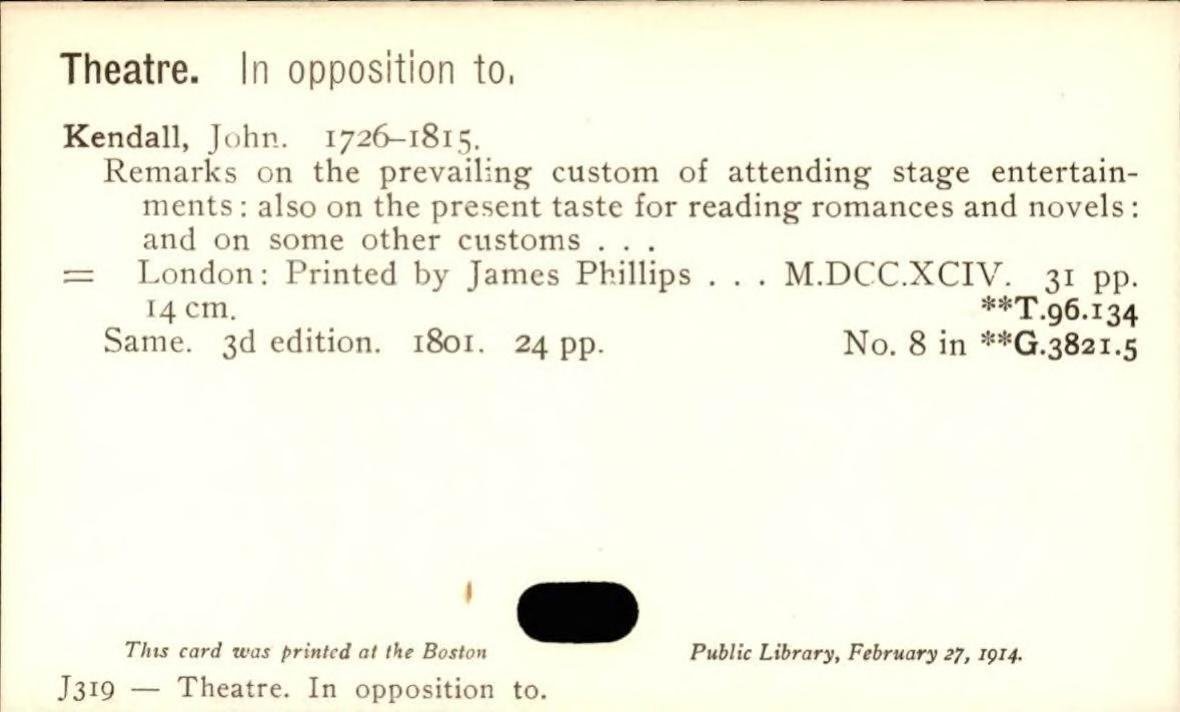 Theatre. In opposition to.
Kendall, John. 1726–1815.
Remarks on the prevailing custom of attending stage entertain-
ments: also on the present taste for reading romances and novels:
and on some other customs . . .
= London: Printed by James Phillips . . . M.DCC.XCIV. 31 pp.
14 cm. **T.96.134
Same. 3d edition. 1801. 24 pp. No. 8 in **G.3821.5
This card was printed at the Boston Public Library, February 27, 1914.
J319 — Theatre. In opposition to.